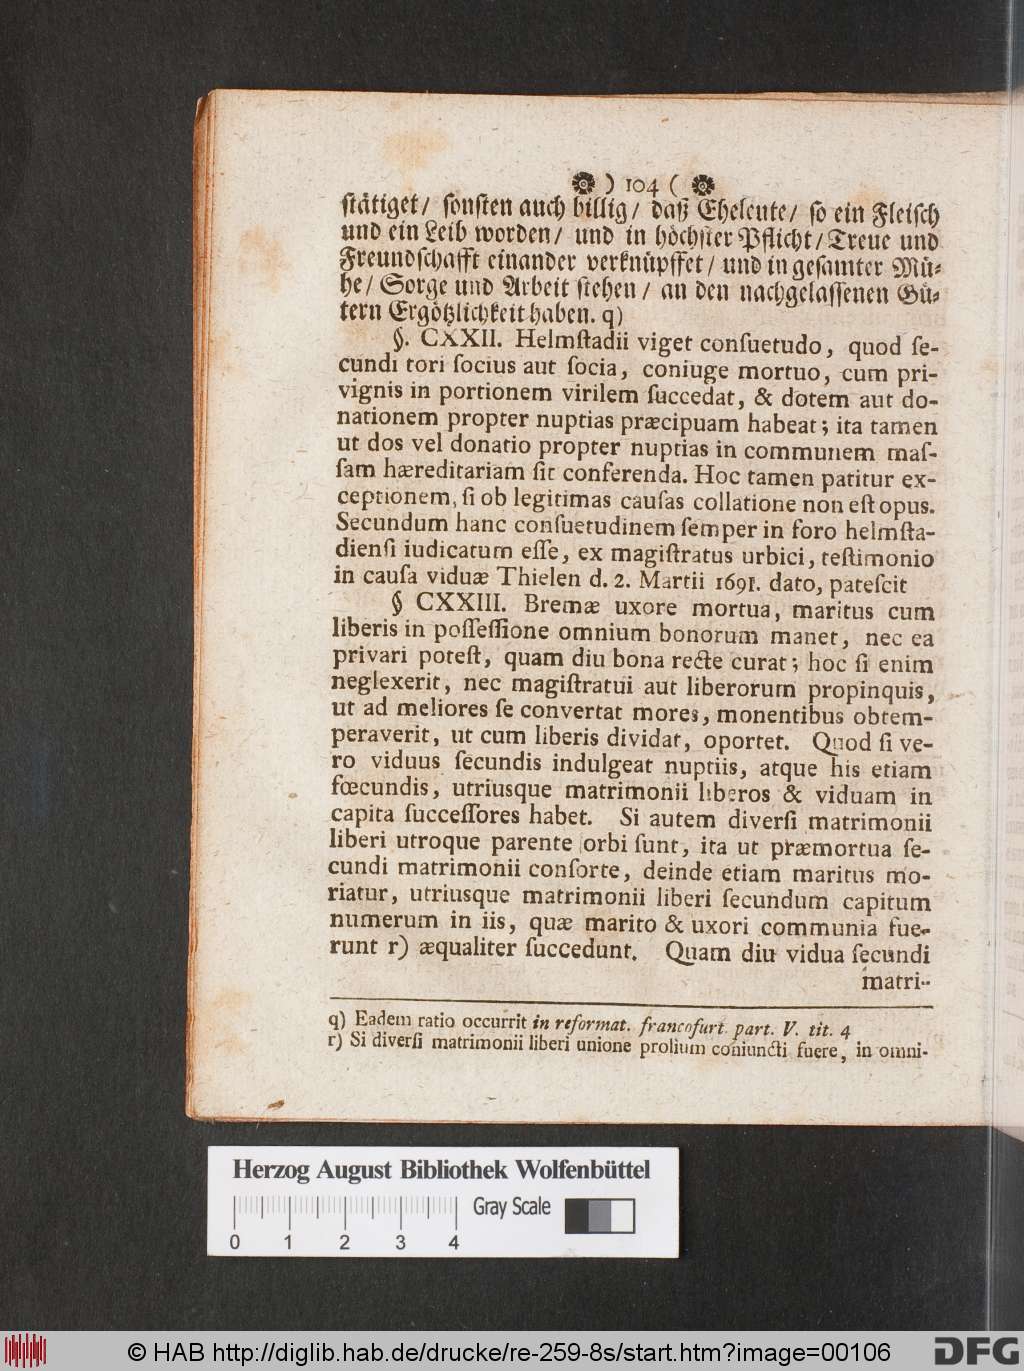 ) 104 (
ſtätiget/ ſonſten auch billig/ daß Eheleute/ ſo ein Fleiſch
und ein Leib worden/ und in höchſter Pflicht/ Treue und
Freundſchafft einander verknüpffet/ und in geſamter Mü-
he/ Sorge und Arbeit ſtehen/ an den nachgelaſſenen Gü-
tern Ergötzlichkeit haben. q)
§. CXXII. Helmſtadii viget conſuetudo, quod ſe-
cundi tori ſocius aut ſocia, coniuge mortuo, cum pri-
vignis in portionem virilem ſuccedat, & dotem aut do-
nationem propter nuptias præcipuam habeat; ita tamen
ut dos vel donatio propter nuptias in communem maſ-
ſam hæreditariam ſit conferenda. Hoc tamen patitur ex-
ceptionem, ſi ob legitimas cauſas collatione non eſt opus.
Secundum hanc conſuetudinem ſemper in foro helmſta-
dienſi iudicatum eſſe, ex magiſtratus urbici, teſtimonio
in cauſa viduæ Thielen d. 2. Martii 1691. dato, pateſcit
§ CXXIII. Bremæ uxore mortua, maritus cum
liberis in poſſeſſione omnium bonorum manet, nec ea
privari poteſt, quam diu bona recte curat; hoc ſi enim
neglexerit, nec magiſtratui aut liberorum propinquis,
ut ad meliores ſe convertat mores, monentibus obtem-
peraverit, ut cum liberis dividat, oportet. Quod ſi ve-
ro viduus ſecundis indulgeat nuptiis, atque his etiam
fœcundis, utriusque matrimonii liberos & viduam in
capita ſucceſſores habet. Si autem diverſi matrimonii
liberi utroque parente orbi ſunt, ita ut præmortua ſe-
cundi matrimonii conſorte, deinde etiam maritus mo-
riatur, utriusque matrimonii liberi ſecundum capitum
numerum in iis, quæ marito & uxori communia fue-
runt r) æqualiter ſuccedunt. Quam diu vidua ſecundi
matri-
q) Eadem ratio occurrit in reformat. francofurt. part. V. tit. 4
r) Si diverſi matrimonii liberi unione prolium coniuncti fuere, in omni-
Herzog August Bibliothek Wolfenbüttel
Gray Scale
0 1 2 3 4
© HAB http://diglib.hab.de/drucke/re-259-8s/start.htm?image=00106
DFG